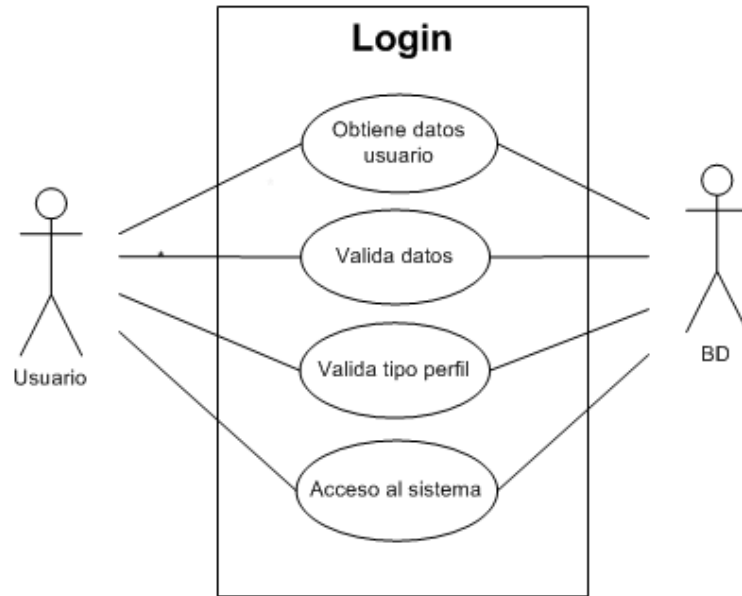 Login
Obtiene datos
usuario
Valida datos
Valida tipo perfil
Acceso al sistema
Usuario
BD